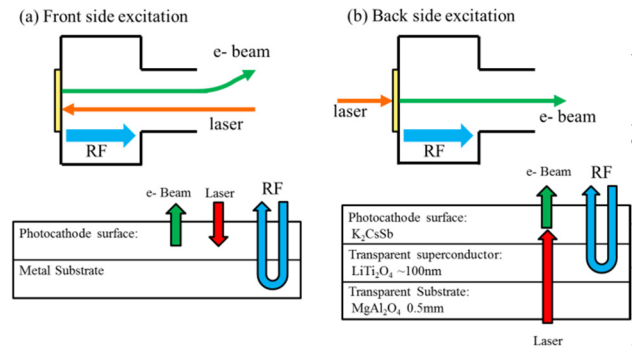 (a) Front side excitation
e- beam
laser
RF
e- Beam
Laser
RF
Photocathode surface:
Metal Substrate
(b) Back side excitation
laser
e- beam
RF
e- Beam
RF
Photocathode surface:
K₂CsSb
Transparent superconductor:
LiTi₂O₄ ~100nm
Transparent Substrate:
MgAl₂O₄ 0.5mm
Laser